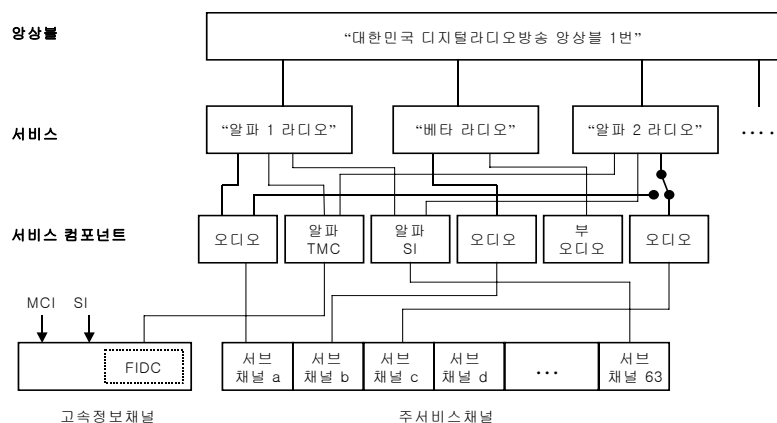 앙상블
“대한민국 디지털라디오방송 앙상블 1번”
서비스
“알파 1 라디오”
“베타 라디오”
“알파 2 라디오”
....
서비스 컴포넌트
오디오
알파
TMC
알파
SI
오디오
부
오디오
오디오
MCI
SI
FIDC
서브
채널 a
서브
채널 b
서브
채널 c
서브
채널 d
...
서브
채널 63
고속정보채널
주서비스채널